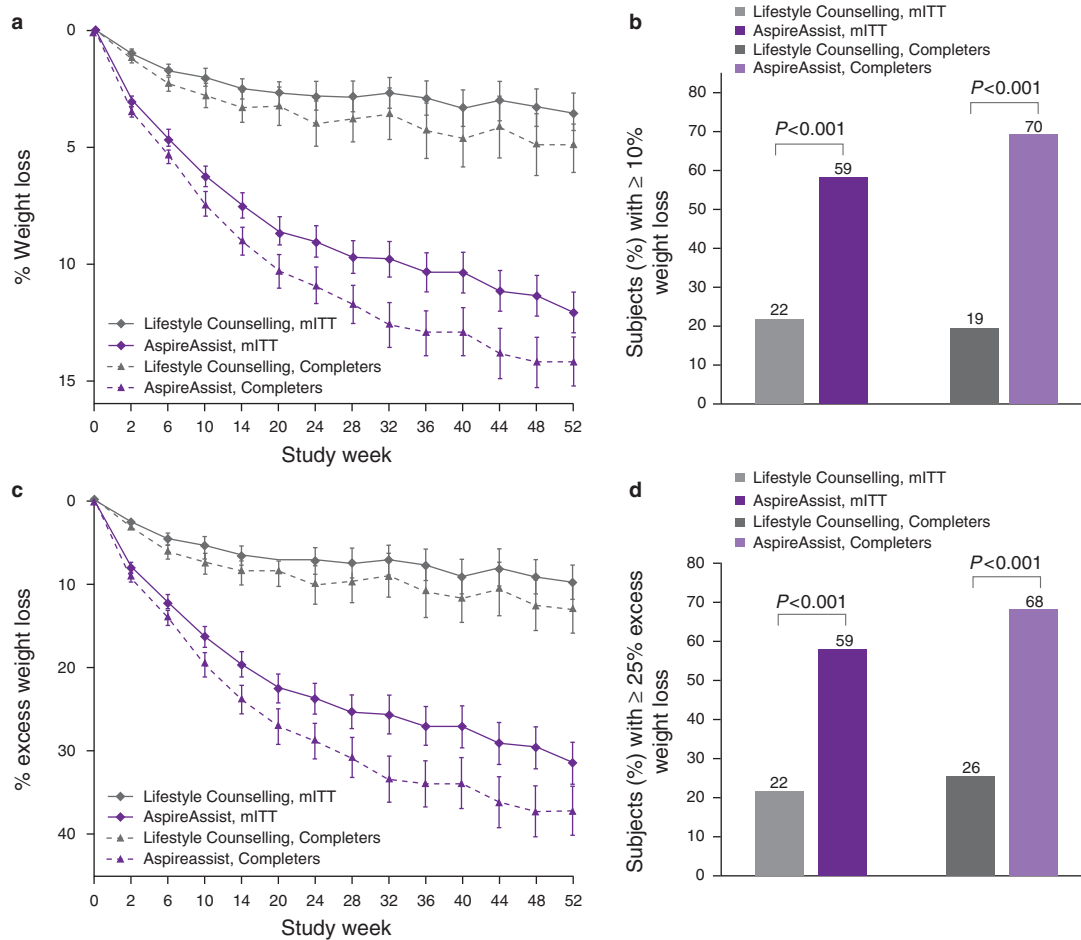 a
0
5
10
15
% Weight loss
Lifestyle Counselling, mITT
AspireAssist, mITT
Lifestyle Counselling, Completers
AspireAssist, Completers
0 2 6 10 14 20 24 28 32 36 40 44 48 52
Study week
b
Lifestyle Counselling, mITT
AspireAssist, mITT
Lifestyle Counselling, Completers
AspireAssist, Completers
80
70
60
50
40
30
20
10
0
Subjects (%) with ≥ 10%
weight loss
P<0.001
P<0.001
22
59
19
70
c
0
10
20
30
40
% excess weight loss
Lifestyle Counselling, mITT
AspireAssist, mITT
Lifestyle Counselling, Completers
Aspireassist, Completers
0 2 6 10 14 20 24 28 32 36 40 44 48 52
Study week
d
Lifestyle Counselling, mITT
AspireAssist, mITT
Lifestyle Counselling, Completers
AspireAssist, Completers
80
70
60
50
40
30
20
10
0
Subjects (%) with ≥ 25% excess
weight loss
P<0.001
P<0.001
22
59
26
68